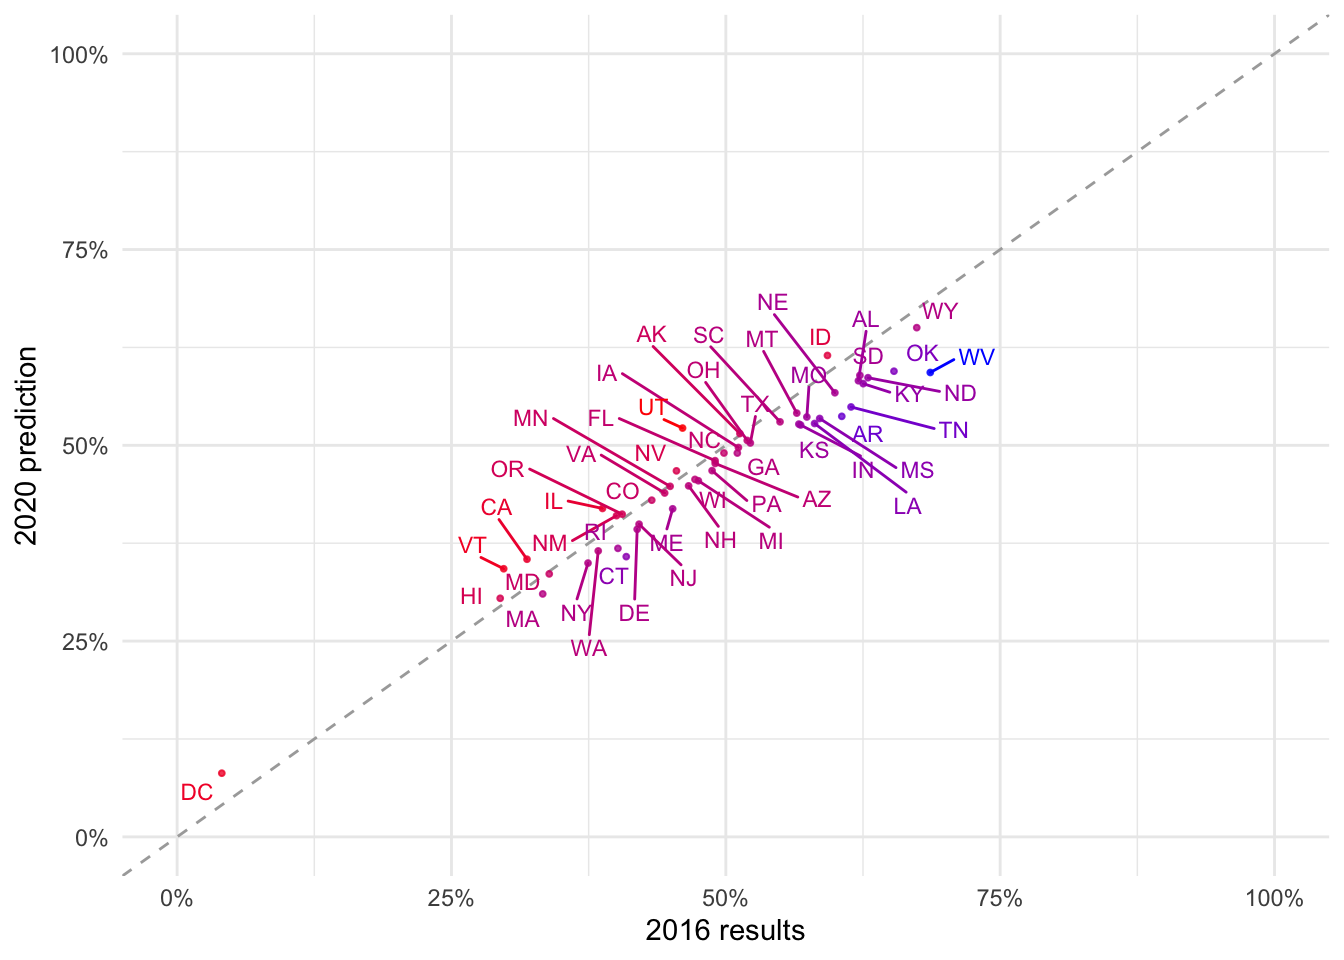 100%
75%
50%
25%
0%
2020 prediction
NE
AL
WY
AK
SC
MT
ID
SD
OK
WV
IA
OH
MO
KY
ND
UT
TX
MN
FL
NC
AR
TN
VA
NV
GA
KS
IN
MS
OR
CO
WI
PA
AZ
LA
CA
IL
RI
ME
NH
MI
VT
NM
CT
NJ
HI
MD
MA
NY
DE
WA
DC
0%
25%
50%
75%
100%
2016 results